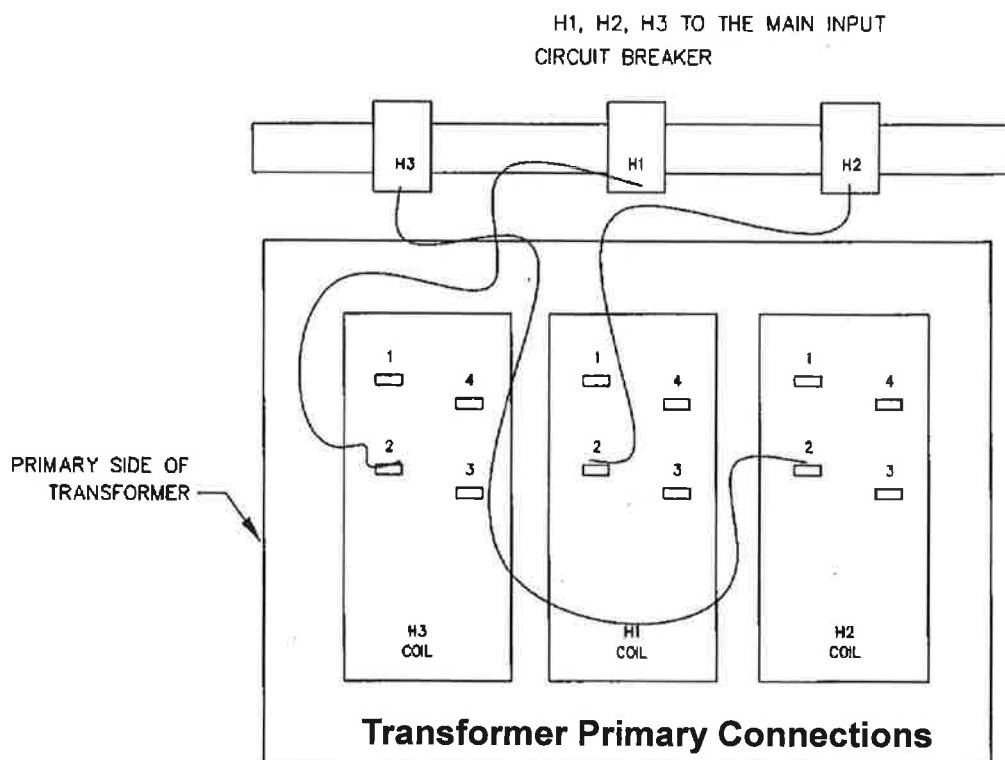 H1, H2, H3 TO THE MAIN INPUT
CIRCUIT BREAKER
H3
H1
H2
1
4
2
3
H3
COIL
1
4
2
3
H1
COIL
1
4
2
3
H2
COIL
PRIMARY SIDE OF
TRANSFORMER
Transformer Primary Connections